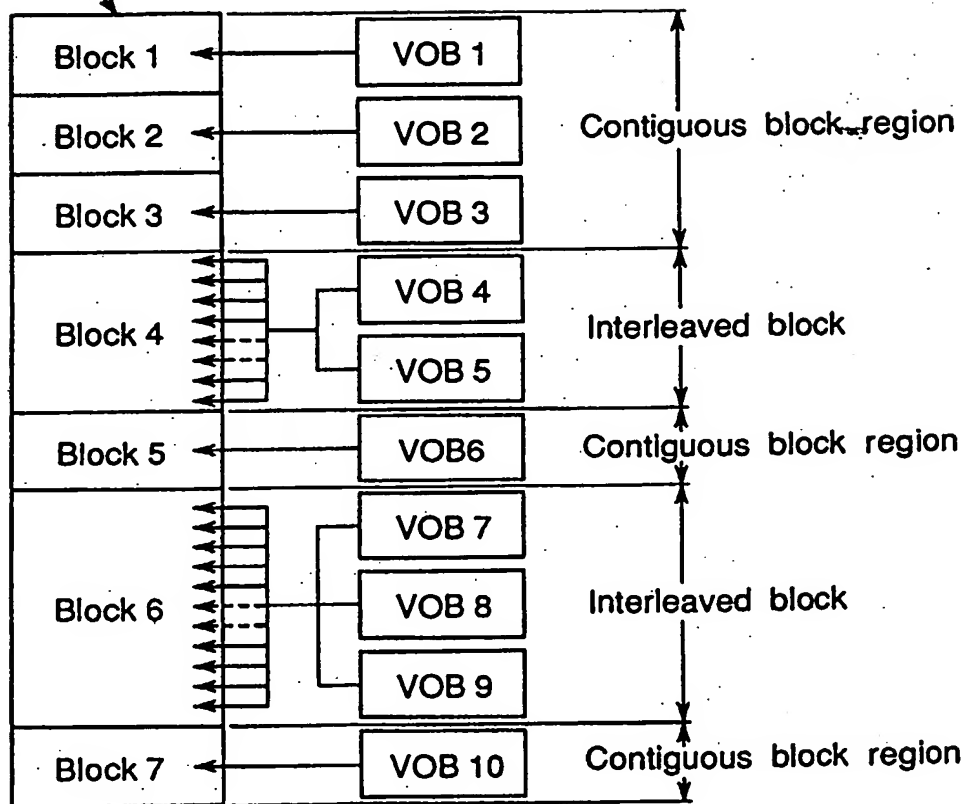 Block 1
VOB 1
Block 2
VOB 2
Contiguous block region
Block 3
VOB 3
VOB 4
Block 4
Interleaved block
VOB 5
Block 5
VOB6
Contiguous block region
VOB 7
Block 6
VOB 8
Interleaved block
VOB 9
Block 7
VOB 10
Contiguous block region